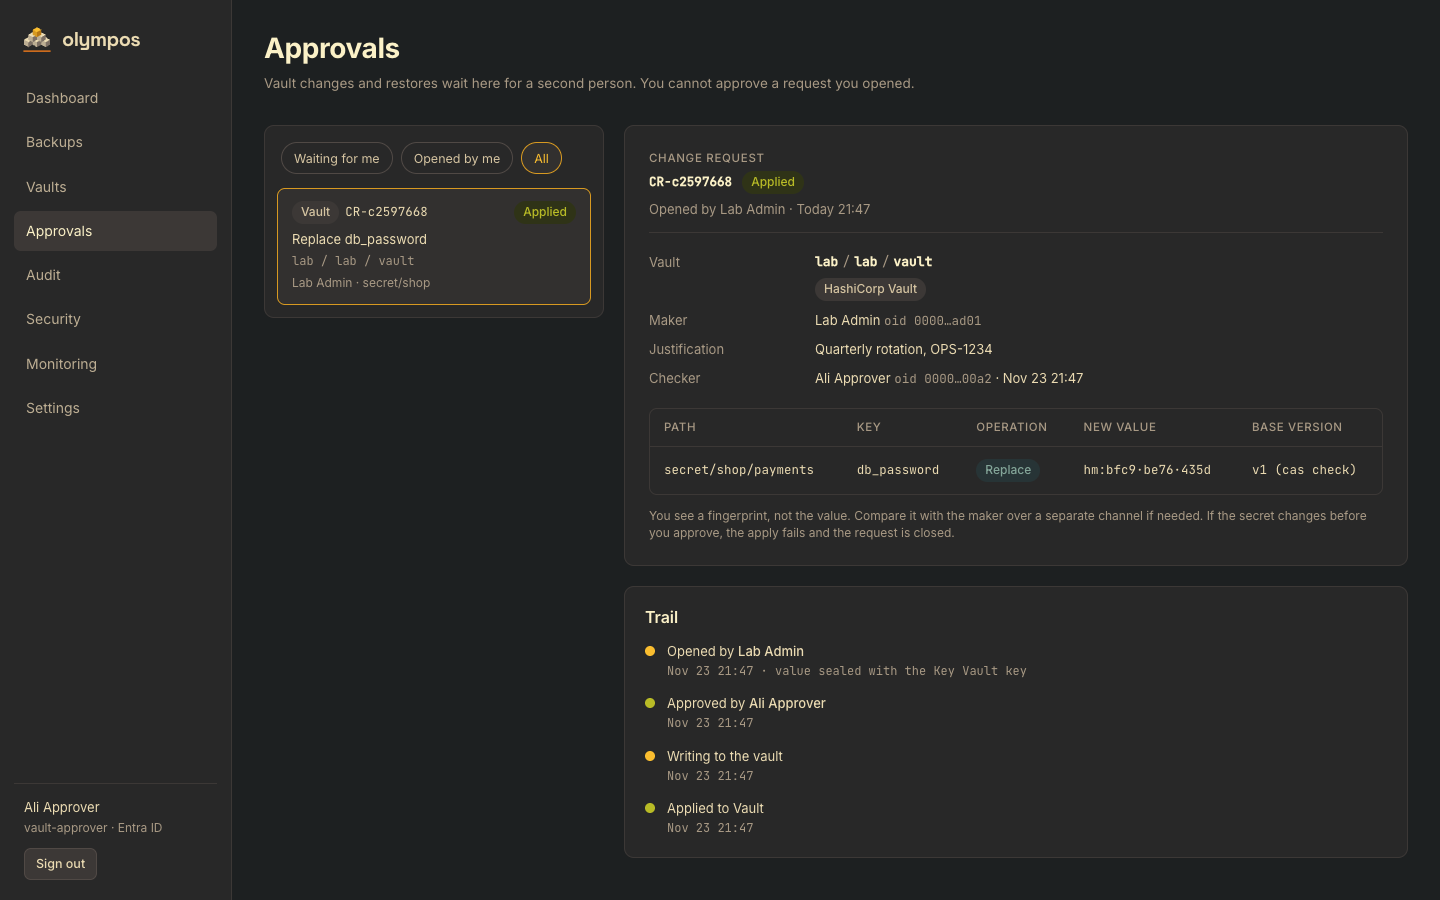 olympos
Dashboard
Backups
Vaults
Approvals
Audit
Security
Monitoring
Settings
Ali Approver
vault-approver · Entra ID
Sign out
Approvals
Vault changes and restores wait here for a second person. You cannot approve a request you opened.
Waiting for me
Opened by me
All
Vault CR-c2597668 Applied
Replace db_password
lab / lab / vault
Lab Admin · secret/shop
CHANGE REQUEST
CR-c2597668 Applied
Opened by Lab Admin · Today 21:47
Vault lab / lab / vault
HashiCorp Vault
Maker Lab Admin oid 0000…ad01
Justification Quarterly rotation, OPS-1234
Checker Ali Approver oid 0000…00a2 · Nov 23 21:47
PATH KEY OPERATION NEW VALUE BASE VERSION
secret/shop/payments db_password Replace hm:bfc9·be76·435d v1 (cas check)
You see a fingerprint, not the value. Compare it with the maker over a separate channel if needed. If the secret changes before
you approve, the apply fails and the request is closed.
Trail
Opened by Lab Admin
Nov 23 21:47 · value sealed with the Key Vault key
Approved by Ali Approver
Nov 23 21:47
Writing to the vault
Nov 23 21:47
Applied to Vault
Nov 23 21:47